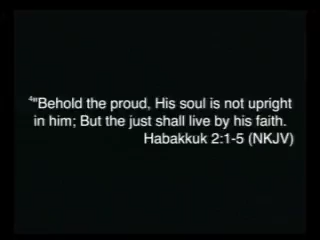 4"Behold the proud, His soul is not upright
in him; But the just shall live by his faith.
Habakkuk 2:1-5 (NKJV)